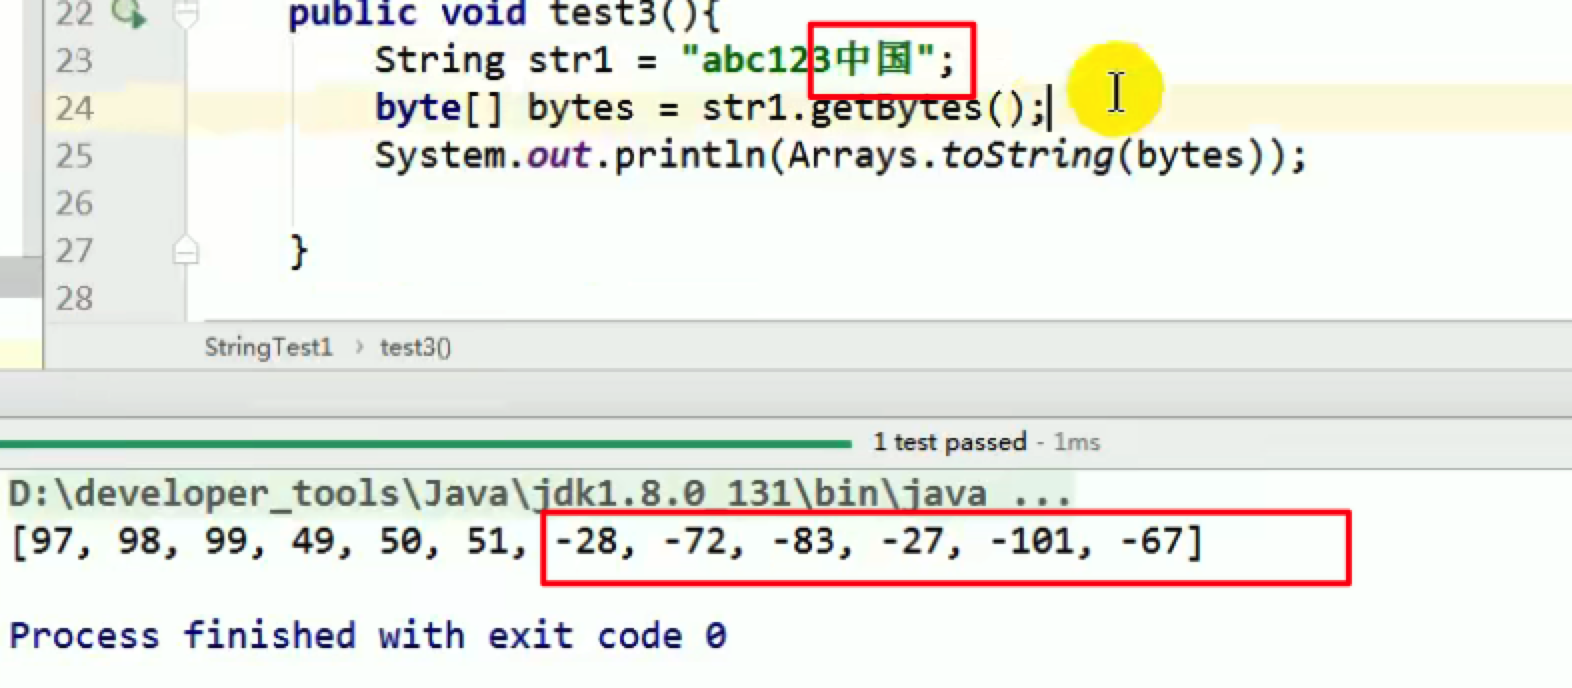 22 public void test3(){
23 String str1 = "abc123中国";
24 byte[] bytes = str1.getBytes();
25 System.out.println(Arrays.toString(bytes));
26
27 }
28
StringTest1 › test3()
1 test passed - 1ms
D:\developer_tools\Java\jdk1.8.0_131\bin\java ...
[97, 98, 99, 49, 50, 51, -28, -72, -83, -27, -101, -67]
Process finished with exit code 0